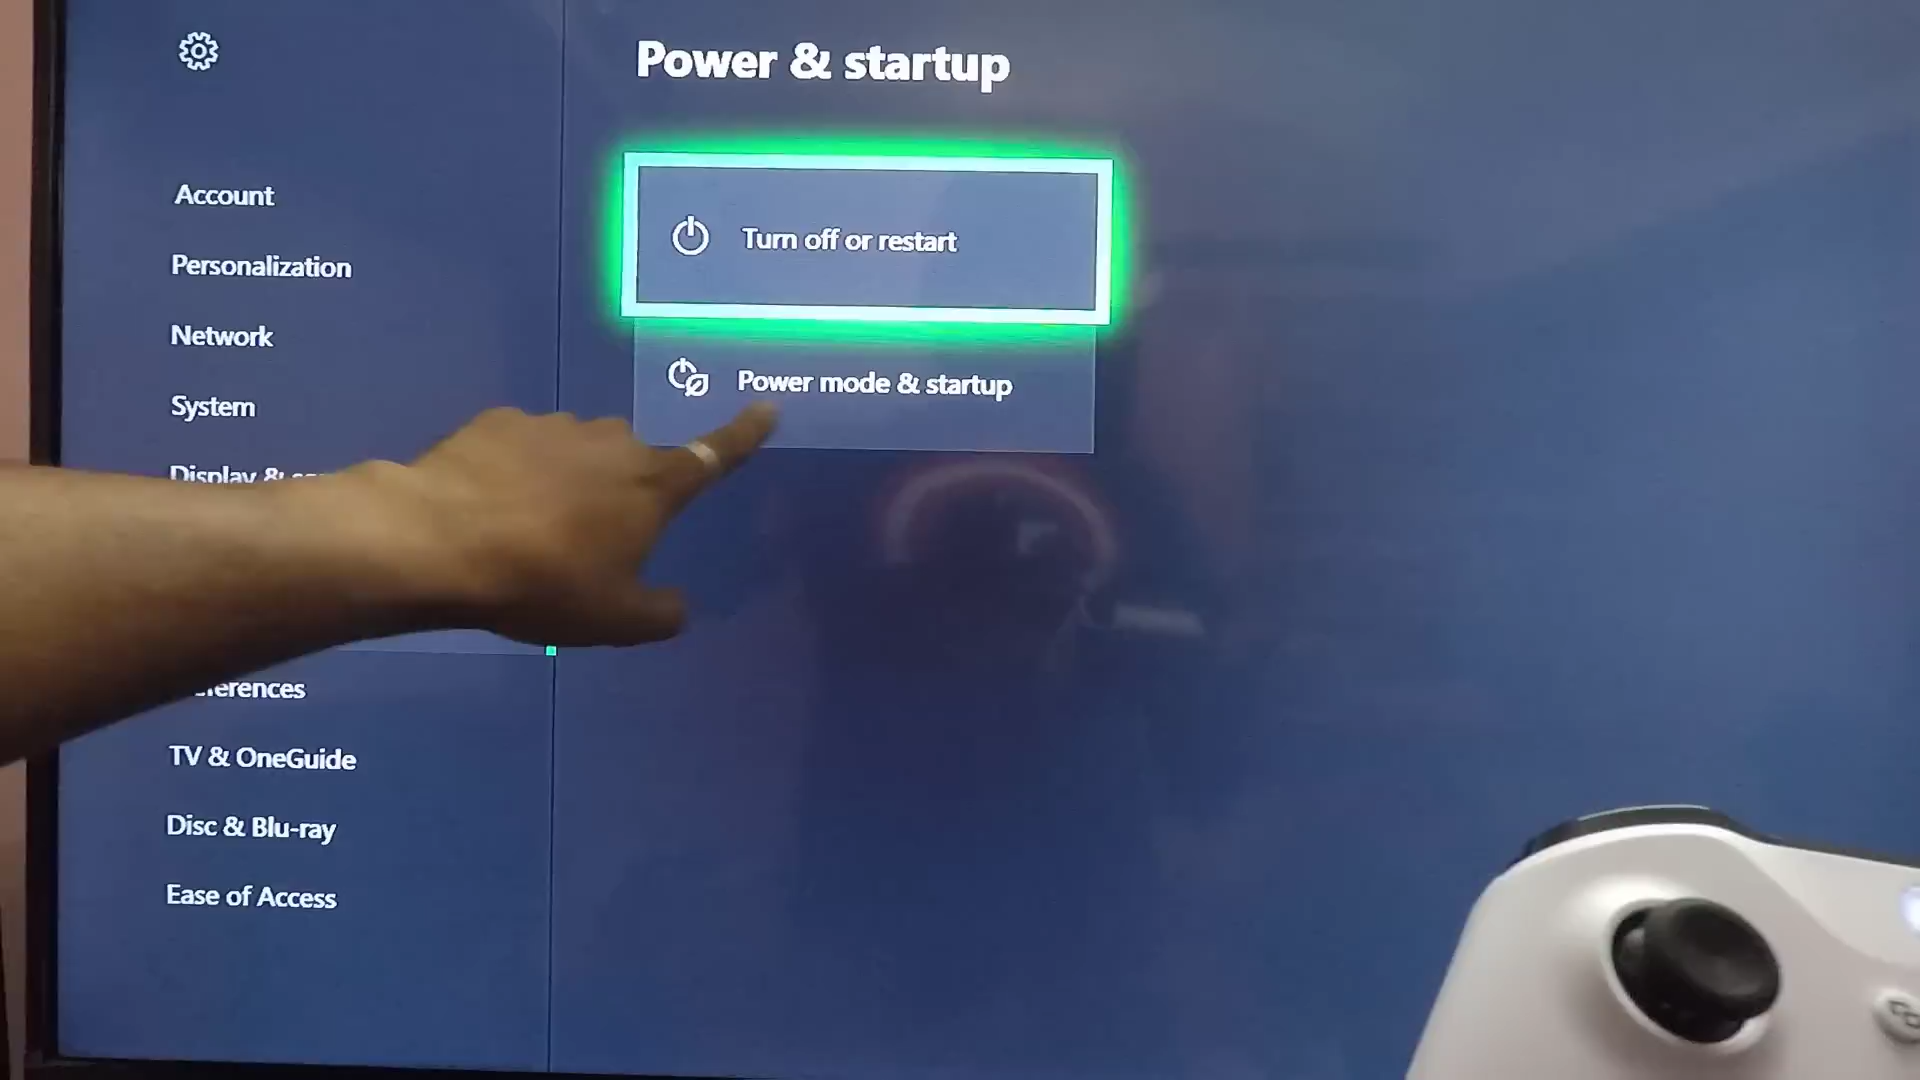 Power & startup
Account
Personalization
Network
System
Display &
TV & OneGuide
Disc & Blu-ray
Ease of Access
Turn off or restart
Power mode & startup